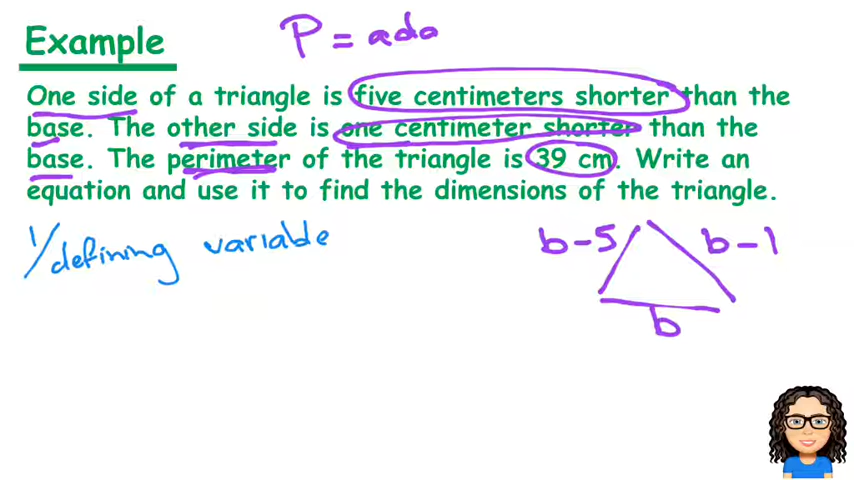 Example
P = ado
One side of a triangle is five centimeters shorter than the
base. The other side is one centimeter shorter than the
base. The perimeter of the triangle is 39 cm. Write an
equation and use it to find the dimensions of the triangle.
1/ defining variable
b-5
b-1
b